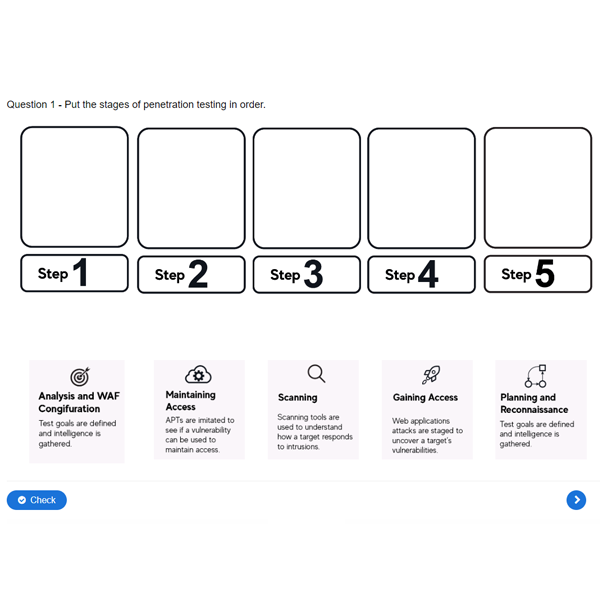 Question 1 - Put the stages of penetration testing in order.
Step 1
Step 2
Step 3
Step 4
Step 5
Analysis and WAF
Congifuration
Test goals are defined
and intelligence is
gathered.
Maintaining
Access
APTs are imitated to
see if a vulnerability
can be used to
maintain access.
Scanning
Scanning tools are
used to understand
how a target responds
to intrusions.
Gaining Access
Web applications
attacks are staged to
uncover a target's
vulnerabilities.
Planning and
Reconnaissance
Test goals are defined
and intelligence is
gathered.
Check